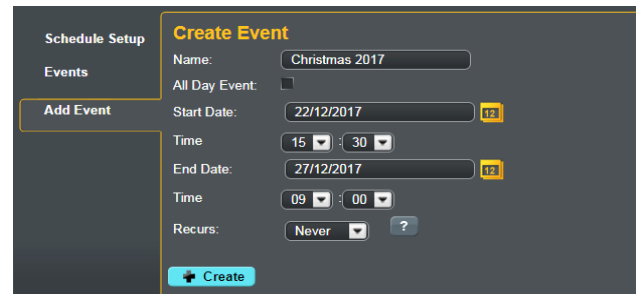 Schedule Setup
Events
Add Event
Create Event
Name: Christmas 2017
All Day Event:
Start Date: 22/12/2017 12
Time 15 : 30
End Date: 27/12/2017 12
Time 09 : 00
Recurs: Never ?
Create